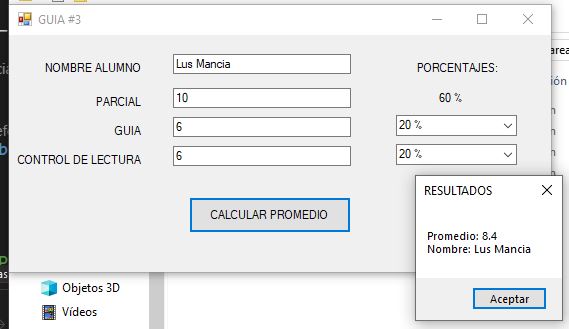 GUIA #3
NOMBRE ALUMNO Lus Mancia PORCENTAJES:
PARCIAL 10 60 %
GUIA 6 20 %
CONTROL DE LECTURA 6 20 %
CALCULAR PROMEDIO
RESULTADOS
Promedio: 8.4
Nombre: Lus Mancia
Aceptar
Objetos 3D
Vídeos